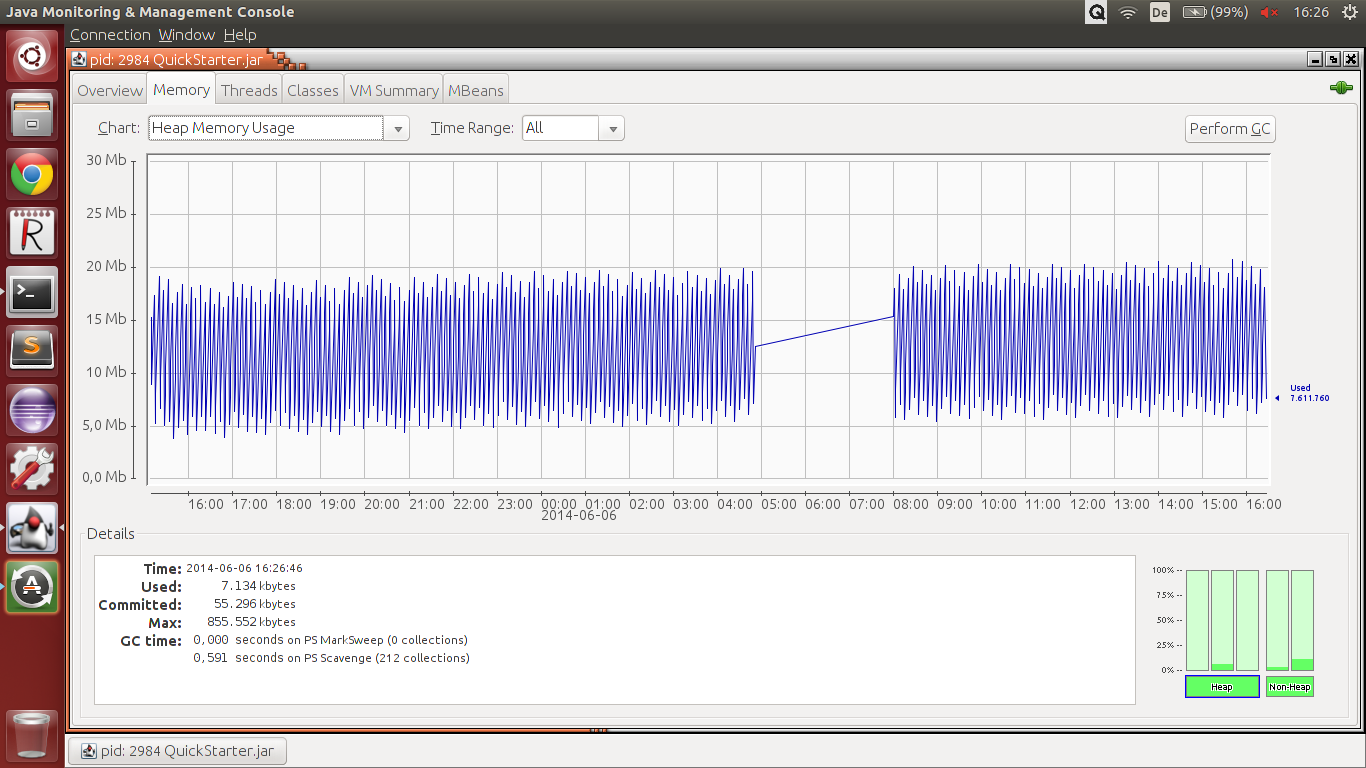 Java Monitoring & Management Console
De
(99%)
16:26
Connection Window Help
pid: 2984 QuickStarter.jar
Overview Memory Threads Classes VM Summary MBeans
Chart: Heap Memory Usage Time Range: All Perform GC
30 Mb
25 Mb
20 Mb
15 Mb
10 Mb
5,0 Mb
0,0 Mb
Used
7.611.760
16:00 17:00 18:00 19:00 20:00 21:00 22:00 23:00 00:00 01:00 02:00 03:00 04:00 05:00 06:00 07:00 08:00 09:00 10:00 11:00 12:00 13:00 14:00 15:00 16:00
2014-06-06
Details
Time: 2014-06-06 16:26:46
Used: 7.134 kbytes
Committed: 55.296 kbytes
Max: 855.552 kbytes
GC time: 0,000 seconds on PS MarkSweep (0 collections)
0,591 seconds on PS Scavenge (212 collections)
100% --
75% --
50% --
25% --
0% --
Heap Non-Heap
pid: 2984 QuickStarter.jar